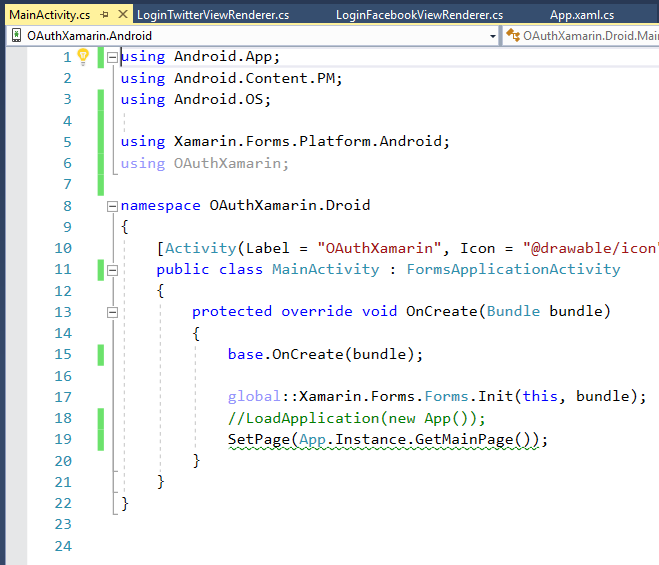 MainActivity.cs LoginTwitterViewRenderer.cs LoginFacebookViewRenderer.cs App.xaml.cs
OAuthXamarin.Android OAuthXamarin.Droid.Mai
1 using Android.App;
2 using Android.Content.PM;
3 using Android.OS;
4
5 using Xamarin.Forms.Platform.Android;
6 using OAuthXamarin;
7
8 namespace OAuthXamarin.Droid
9 {
10 [Activity(Label = "OAuthXamarin", Icon = "@drawable/icon"
11 public class MainActivity : FormsApplicationActivity
12 {
13 protected override void OnCreate(Bundle bundle)
14 {
15 base.OnCreate(bundle);
16
17 global::Xamarin.Forms.Forms.Init(this, bundle);
18 //LoadApplication(new App());
19 SetPage(App.Instance.GetMainPage());
20 }
21 }
22 }
23
24